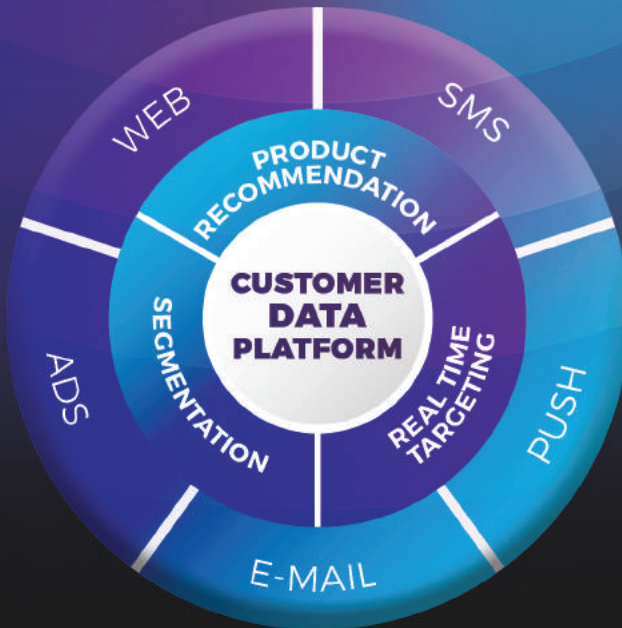 WEB
SMS
PRODUCT
RECOMMENDATION
CUSTOMER
DATA
PLATFORM
SEGMENTATION
REAL TIME
TARGETING
ADS
PUSH
E-MAIL